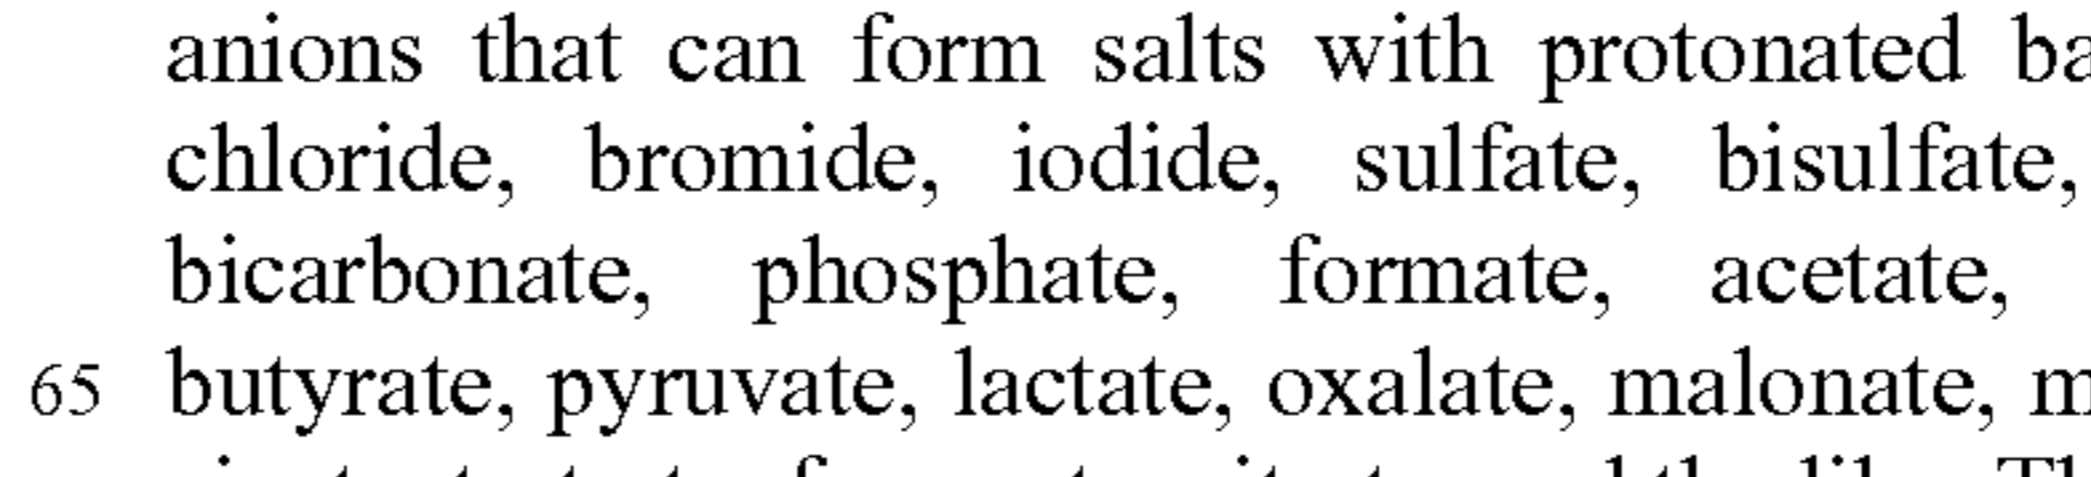 anions that can form salts with protonated
chloride, bromide, iodide, sulfate, bisulfate,
bicarbonate, phosphate, formate, acetate,
65 butyrate, pyruvate, lactate, oxalate, malonate,